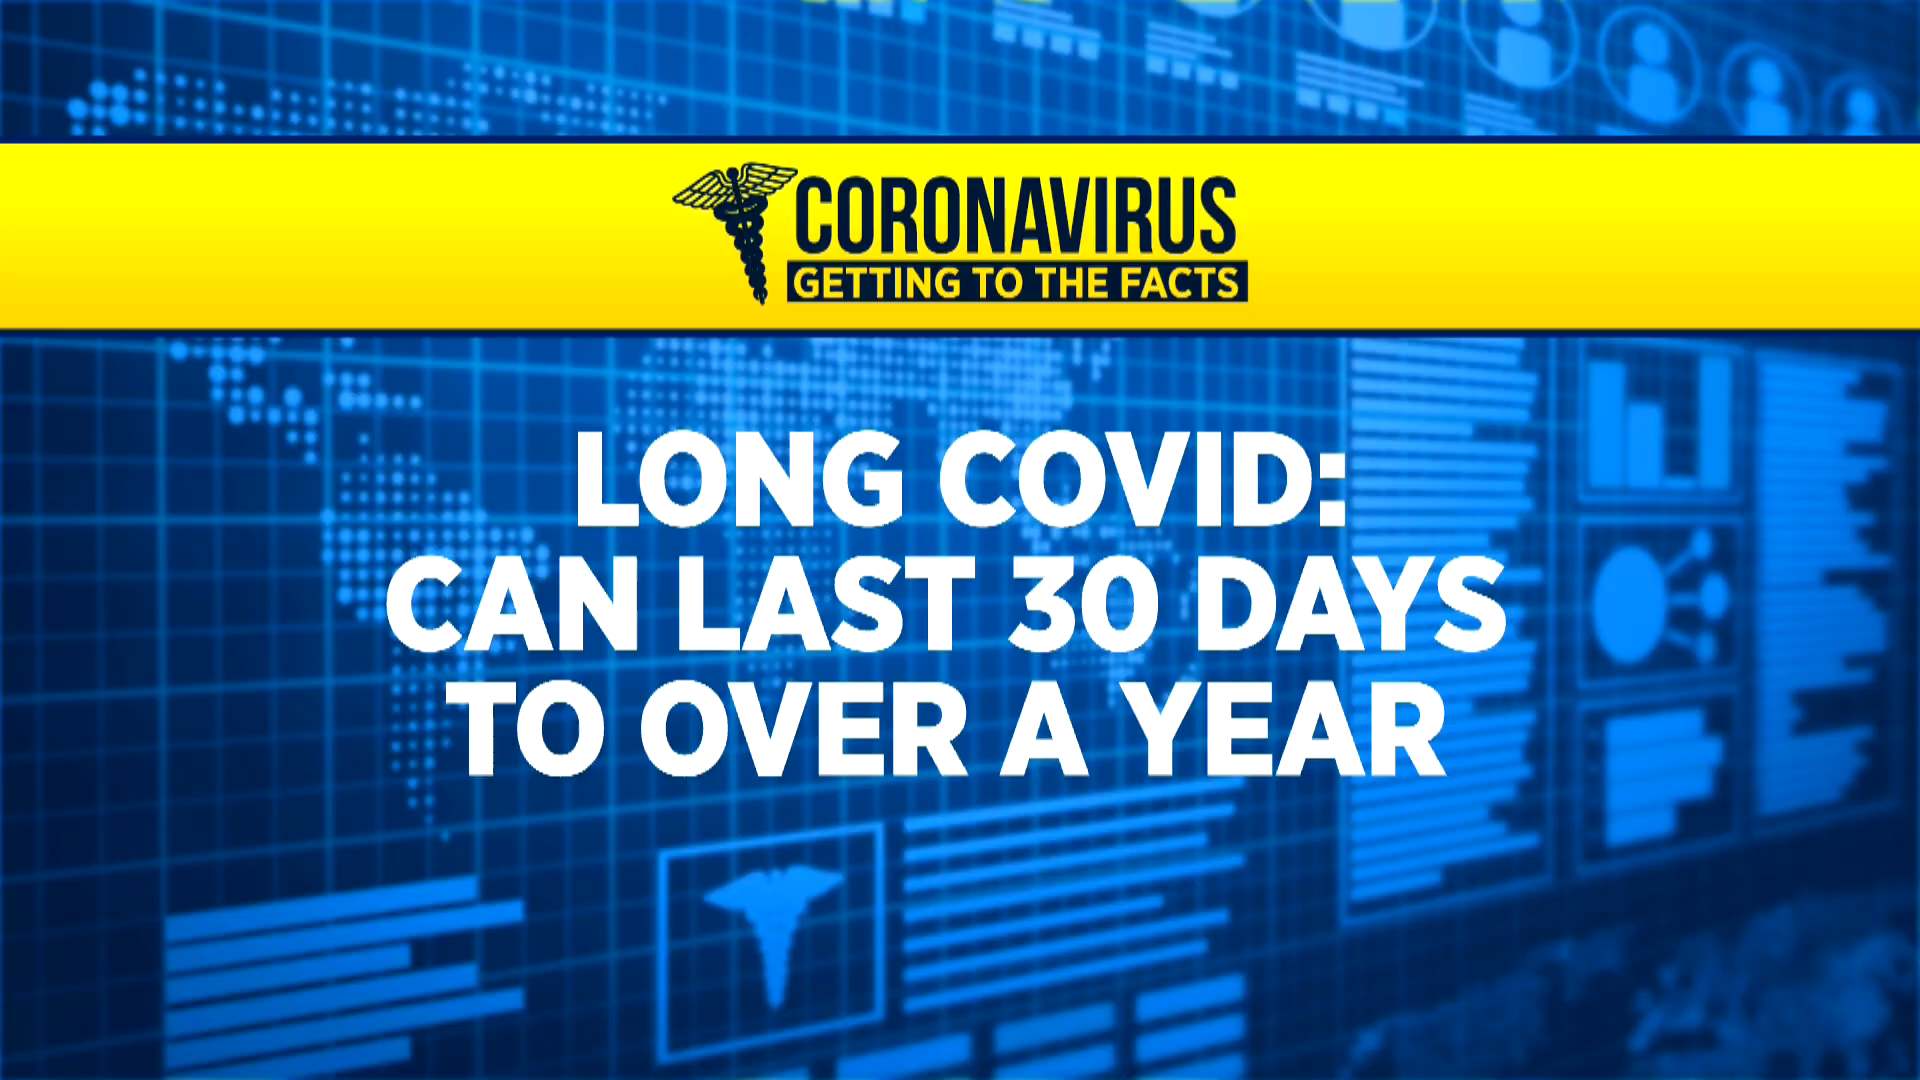 CORONAVIRUS
GETTING TO THE FACTS
LONG COVID:
CAN LAST 30 DAYS
TO OVER A YEAR